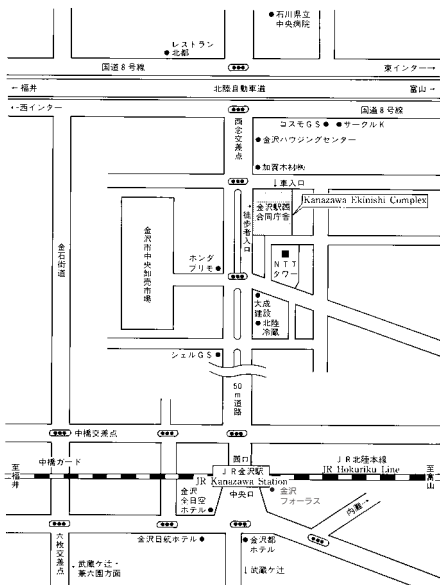 石川県立
中央病院
レストラン
北都
国道8号線
東インター→
←福井
北陸自動車道
富山→
←西インター
国道8号線
西念交差点
コスモGS
サークルK
金沢ハウジングセンター
加賀木材㈱
↓車入口
Kanazawa Ekinishi Complex
金沢駅西
合同庁舎
徒歩者入口
金石街道
金沢市中央卸売市場
ホンダ
プリモ
NTT
タワー
大成
建設
北陸
冷蔵
シェルGS
50m道路
中橋交差点
西口
JR北陸本線
至福井
中橋ガード
JR金沢駅
JR Hokuriku Line
至富山
JR Kanazawa Station
金沢
全日空
ホテル
中央口
金沢
フォーラス
内灘→
六枚交差点
金沢日航ホテル
金沢都
ホテル
武蔵ケ辻・
兼六園方面
↓武蔵ケ辻